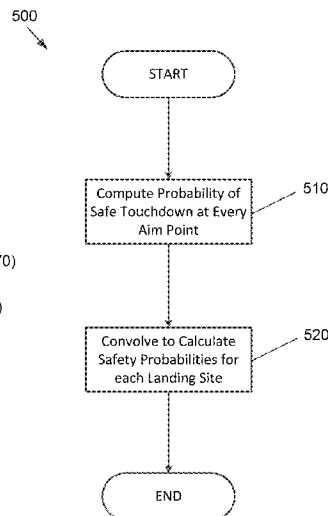 500
START
Compute Probability of
Safe Touchdown at Every
Aim Point
510
0)
)
Convolve to Calculate
Safety Probabilities for
each Landing Site
520
END